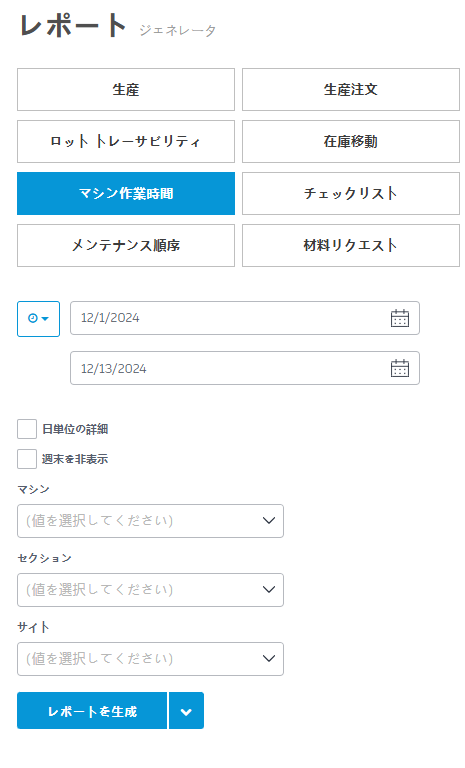 レポート ジェネレータ
生産 生産注文
ロット トレーサビリティ 在庫移動
マシン作業時間 チェックリスト
メンテナンス順序 材料リクエスト
12/1/2024
12/13/2024
日単位の詳細
週末を非表示
マシン
(値を選択してください)
セクション
(値を選択してください)
サイト
(値を選択してください)
レポートを生成